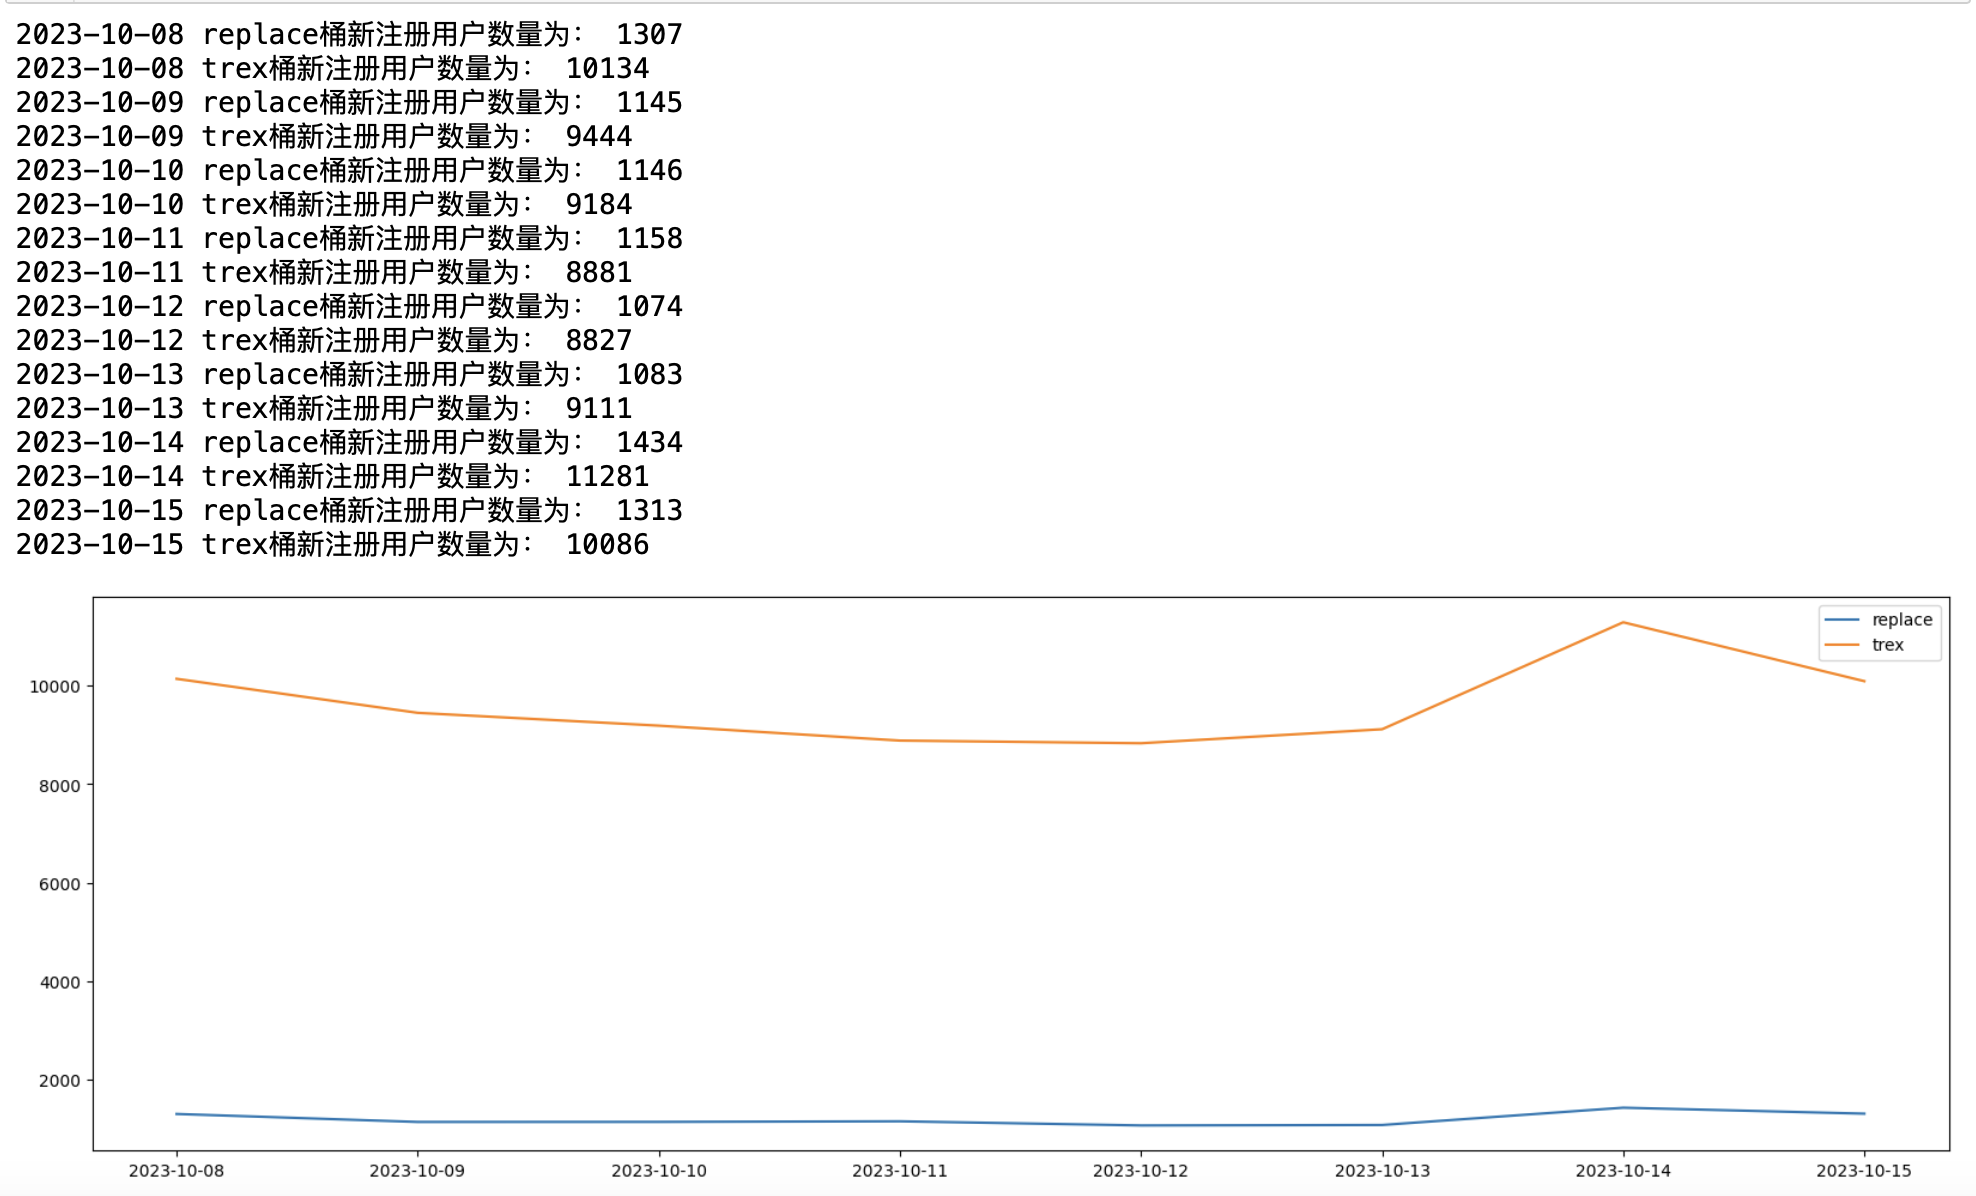 2023-10-08 replace桶新注册用户数量为： 1307
2023-10-08 trex桶新注册用户数量为： 10134
2023-10-09 replace桶新注册用户数量为： 1145
2023-10-09 trex桶新注册用户数量为： 9444
2023-10-10 replace桶新注册用户数量为： 1146
2023-10-10 trex桶新注册用户数量为： 9184
2023-10-11 replace桶新注册用户数量为： 1158
2023-10-11 trex桶新注册用户数量为： 8881
2023-10-12 replace桶新注册用户数量为： 1074
2023-10-12 trex桶新注册用户数量为： 8827
2023-10-13 replace桶新注册用户数量为： 1083
2023-10-13 trex桶新注册用户数量为： 9111
2023-10-14 replace桶新注册用户数量为： 1434
2023-10-14 trex桶新注册用户数量为： 11281
2023-10-15 replace桶新注册用户数量为： 1313
2023-10-15 trex桶新注册用户数量为： 10086
replace
trex
10000
8000
6000
4000
2000
2023-10-08 2023-10-09 2023-10-10 2023-10-11 2023-10-12 2023-10-13 2023-10-14 2023-10-15